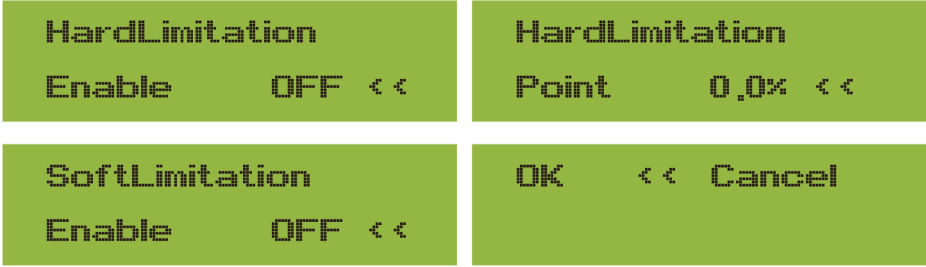 HardLimitation
Enable OFF <<
HardLimitation
Point 0.0% <<
SoftLimitation
Enable OFF <<
OK << Cancel